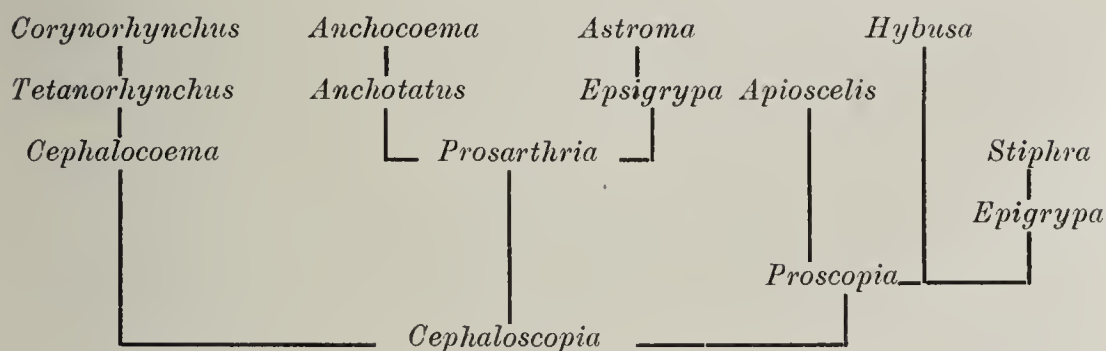 Corynorhynchus Anchocoema Astroma Hybusa
Tetanorhynchus Anchotatus Epsigrypa Apioscelis
Cephalocoema Prosarthria Stiphra
Epigrypa
Proscopia
Cephaloscopia